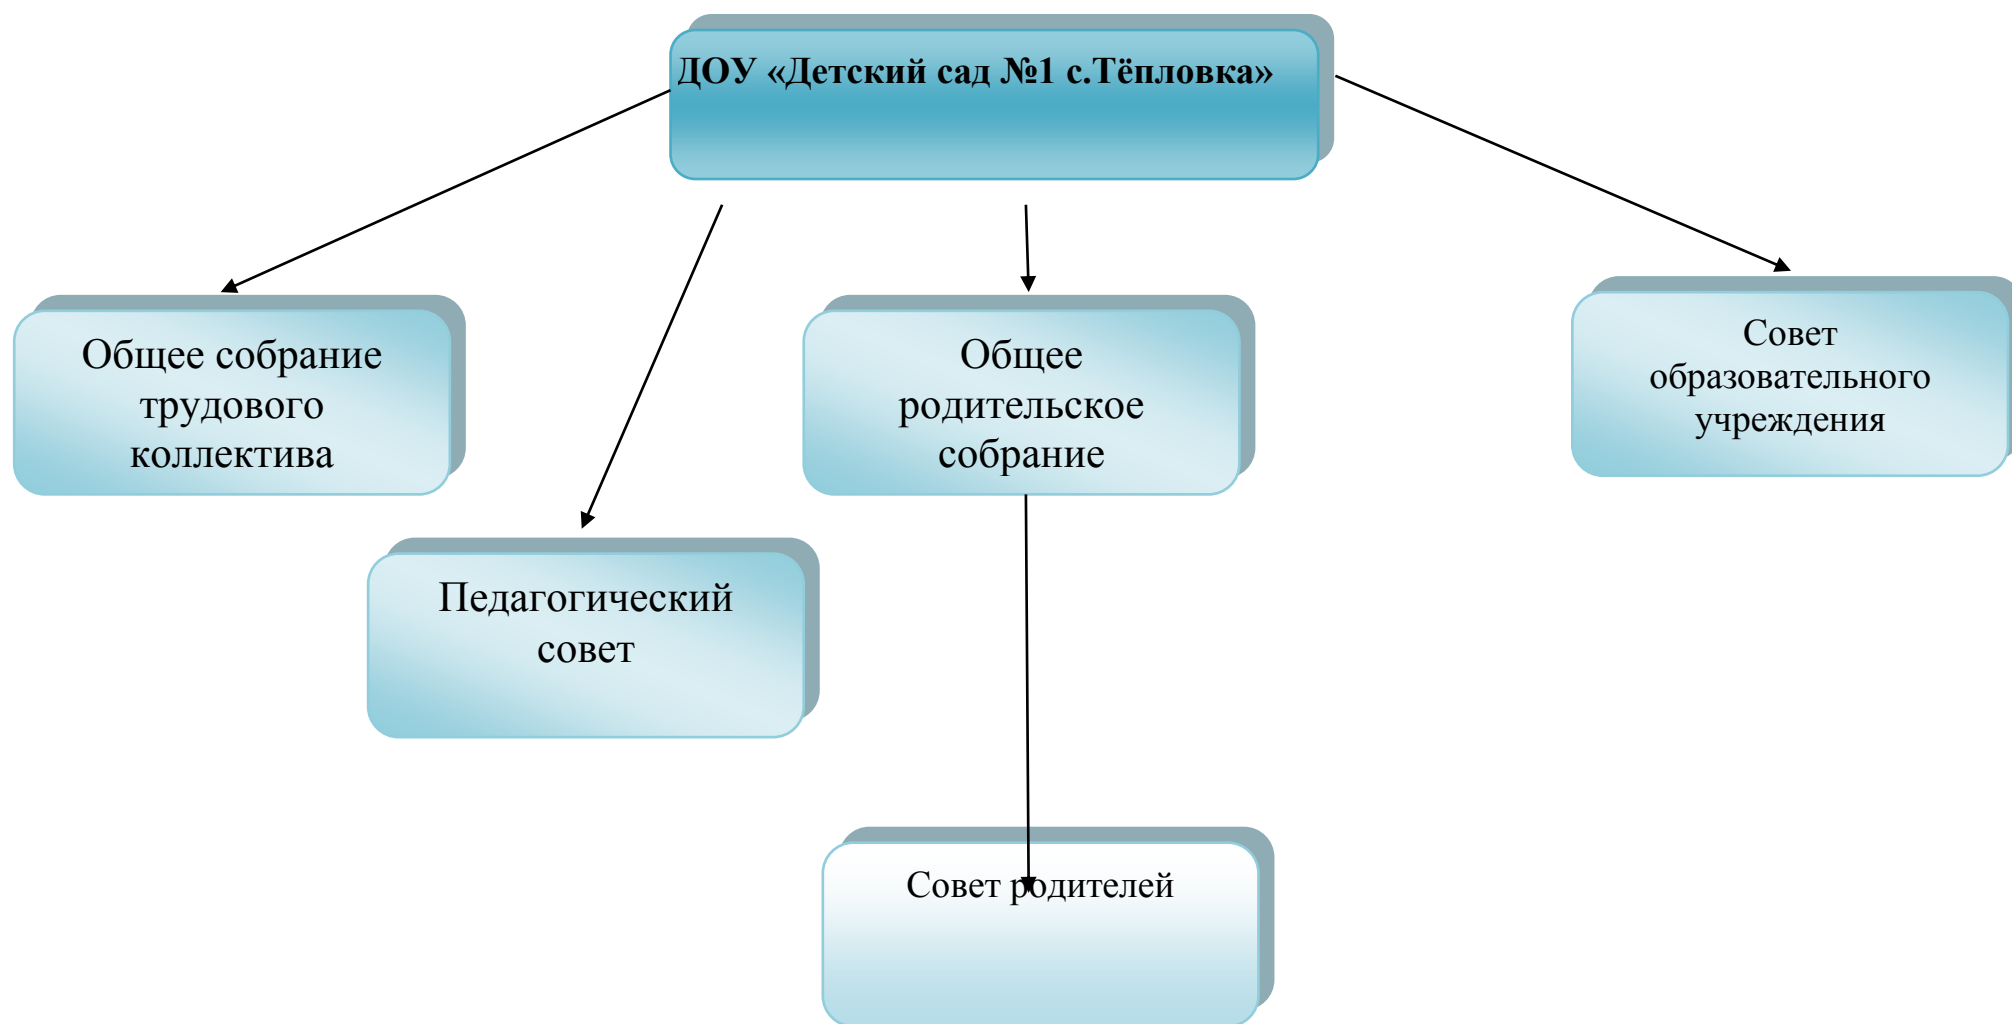 ДОУ «Детский сад №1 с.Тёпловка»
Общее собрание
трудового
коллектива
Педагогический
совет
Общее
родительское
собрание
Совет
образовательного
учреждения
Совет родителей